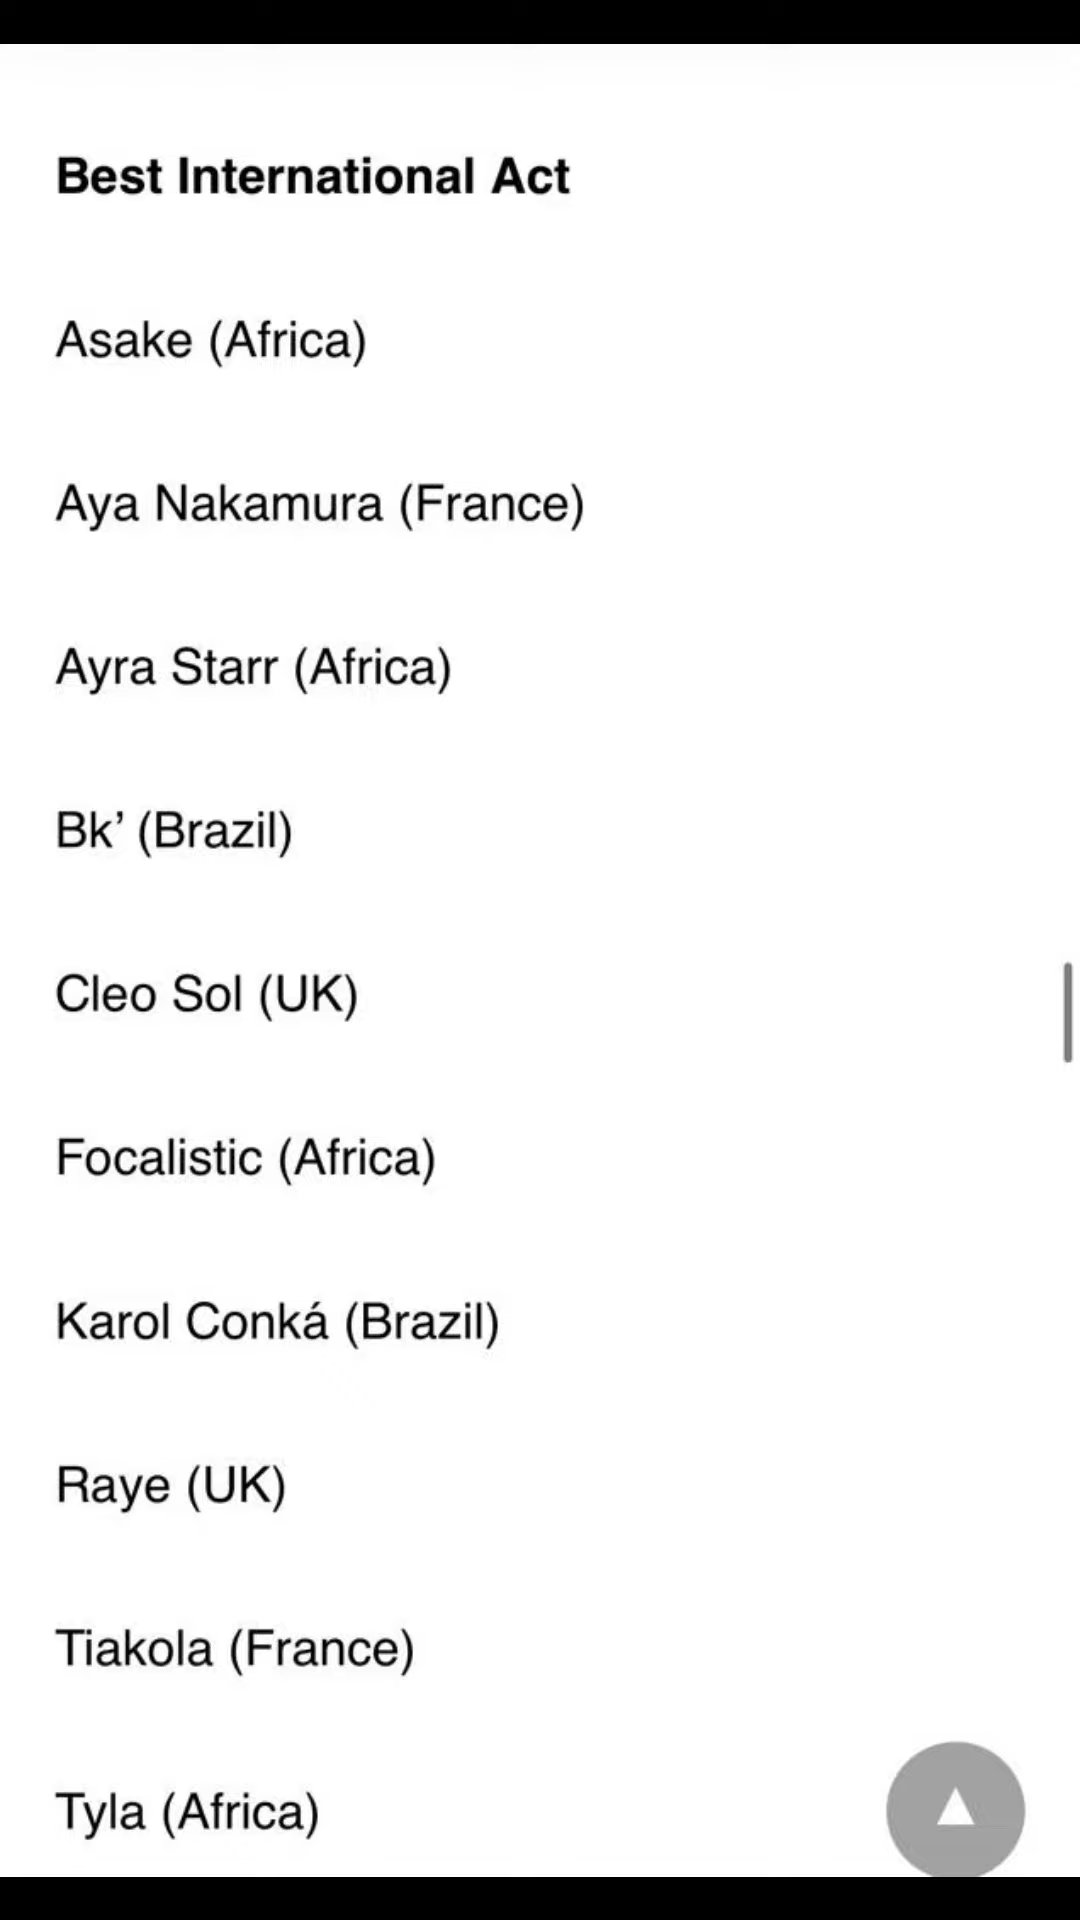 Best International Act
Asake (Africa)
Aya Nakamura (France)
Ayra Starr (Africa)
Bk’ (Brazil)
Cleo Sol (UK)
Focalistic (Africa)
Karol Conká (Brazil)
Raye (UK)
Tiakola (France)
Tyla (Africa)